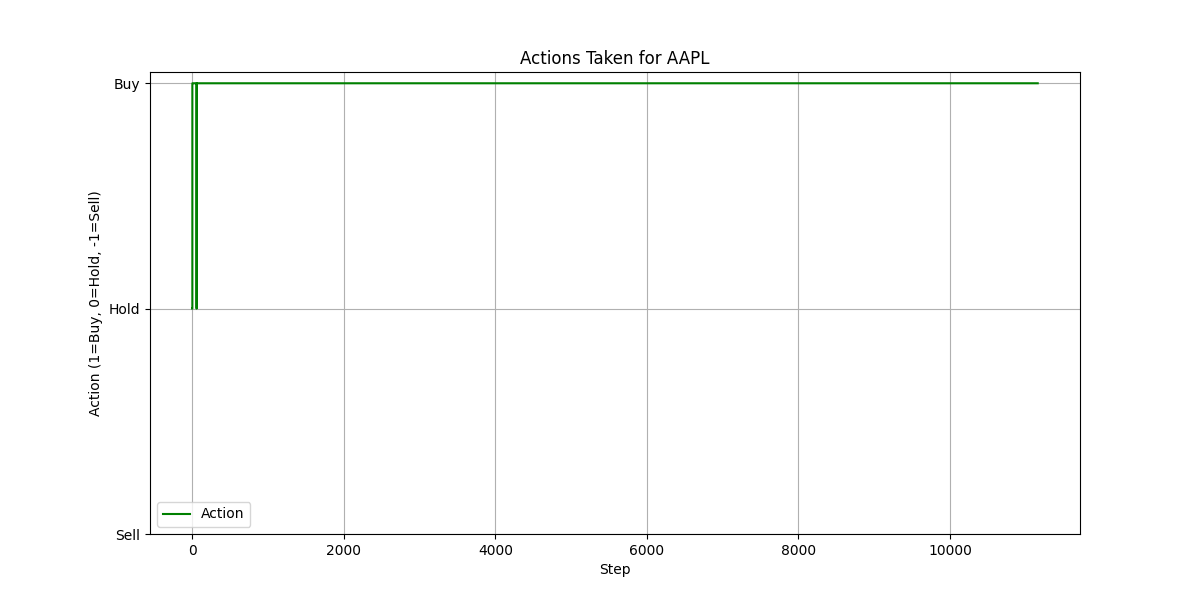 Actions Taken for AAPL
Buy
Hold
Sell
Action (1=Buy, 0=Hold, -1=Sell)
Action
0 2000 4000 6000 8000 10000
Step